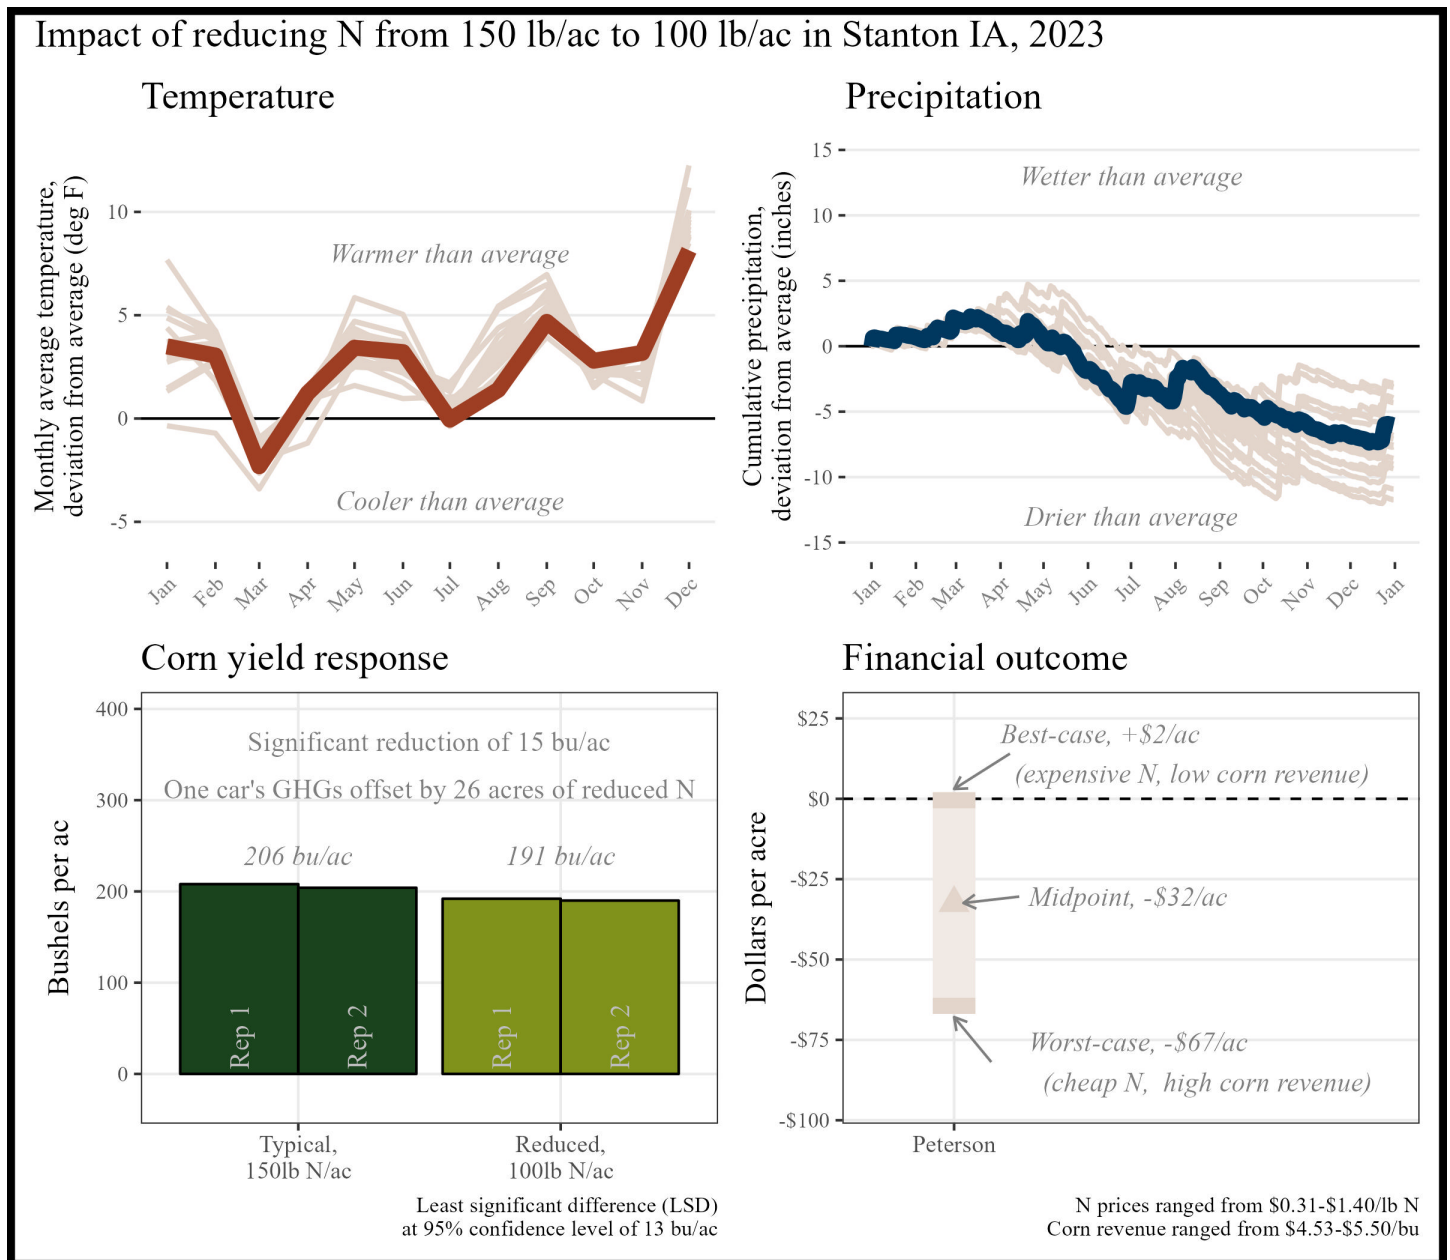 Impact of reducing N from 150 lb/ac to 100 lb/ac in Stanton IA, 2023
Temperature
Monthly average temperature,
deviation from average (deg F)
10
5
0
-5
Warmer than average
Cooler than average
Jan
Feb
Mar
Apr
May
Jun
Jul
Aug
Sep
Oct
Nov
Dec
Precipitation
Cumulative precipitation,
deviation from average (inches)
15
10
5
0
-5
-10
-15
Wetter than average
Drier than average
Jan
Feb
Mar
Apr
May
Jun
Jul
Aug
Sep
Oct
Nov
Dec
Jan
Corn yield response
Bushels per ac
400
300
200
100
0
Significant reduction of 15 bu/ac
One car's GHGs offset by 26 acres of reduced N
206 bu/ac
191 bu/ac
Rep 1
Rep 2
Rep 1
Rep 2
Typical,
150lb N/ac
Reduced,
100lb N/ac
Least significant difference (LSD)
at 95% confidence level of 13 bu/ac
Financial outcome
Dollars per acre
$25
$0
-$25
-$50
-$75
-$100
Best-case, +$2/ac
(expensive N, low corn revenue)
Midpoint, -$32/ac
Worst-case, -$67/ac
(cheap N,  high corn revenue)
Peterson
N prices ranged from $0.31-$1.40/lb N
Corn revenue ranged from $4.53-$5.50/bu